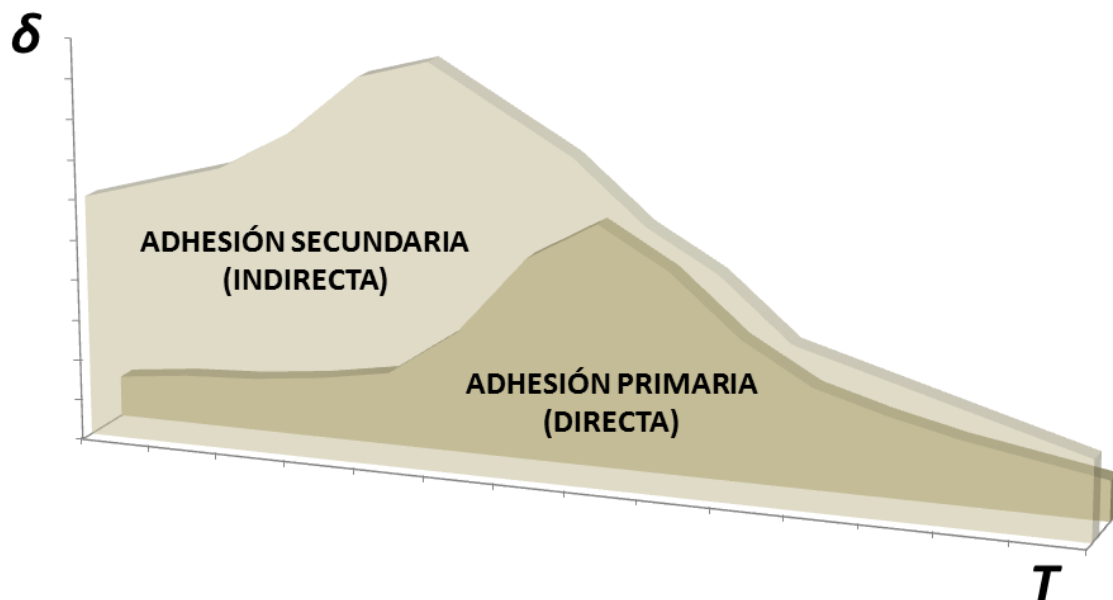 δ
ADHESIÓN SECUNDARIA
(INDIRECTA)
ADHESIÓN PRIMARIA
(DIRECTA)
T